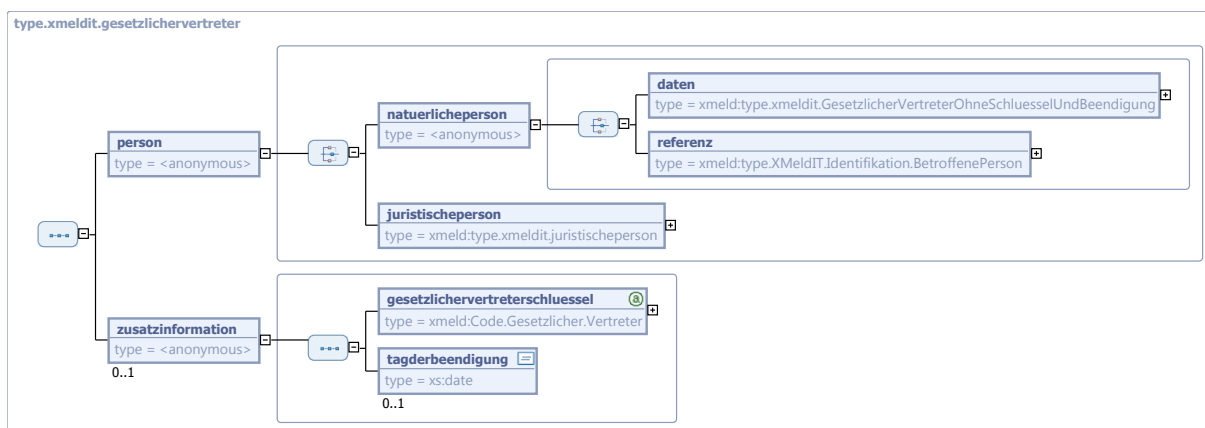 type.xmeldit.gesetzlichervertreter
daten
type = xmeld:type.xmeldit.GesetzlicherVertreterOhneSchluesselUndBeendigung
natuerlicheperson
type = <anonymous>
referenz
type = xmeld:type.XMeldIT.Identifikation.BetroffenePerson
person
type = <anonymous>
juristischeperson
type = xmeld:type.xmeldit.juristischeperson
gesetzlichervertreterschluessel
type = xmeld:Code.Gesetzlicher.Vertreter
zusatzinformation
type = <anonymous>
0..1
tagderbeendigung
type = xs:date
0..1